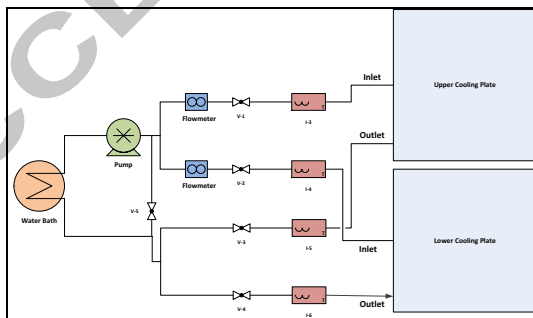 Inlet
Upper Cooling Plate
Flowmeter
V-1
I-3
Outlet
Pump
Flowmeter
V-2
I-4
Water Bath
V-5
V-3
I-5
Inlet
Lower Cooling Plate
V-4
I-6
Outlet
T
T
T
T